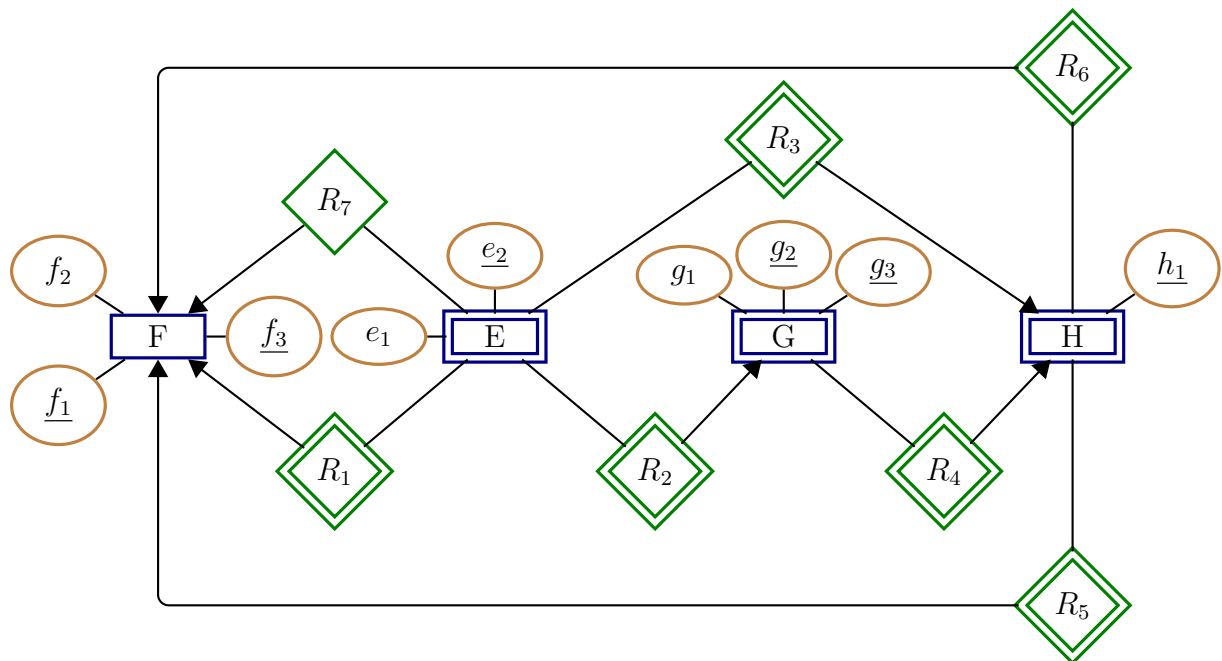 R₆
R₃
R₇
f₂
e₂
g₁
g₂
g₃
h₁
F
f₃
e₁
E
G
H
f₁
R₁
R₂
R₄
R₅